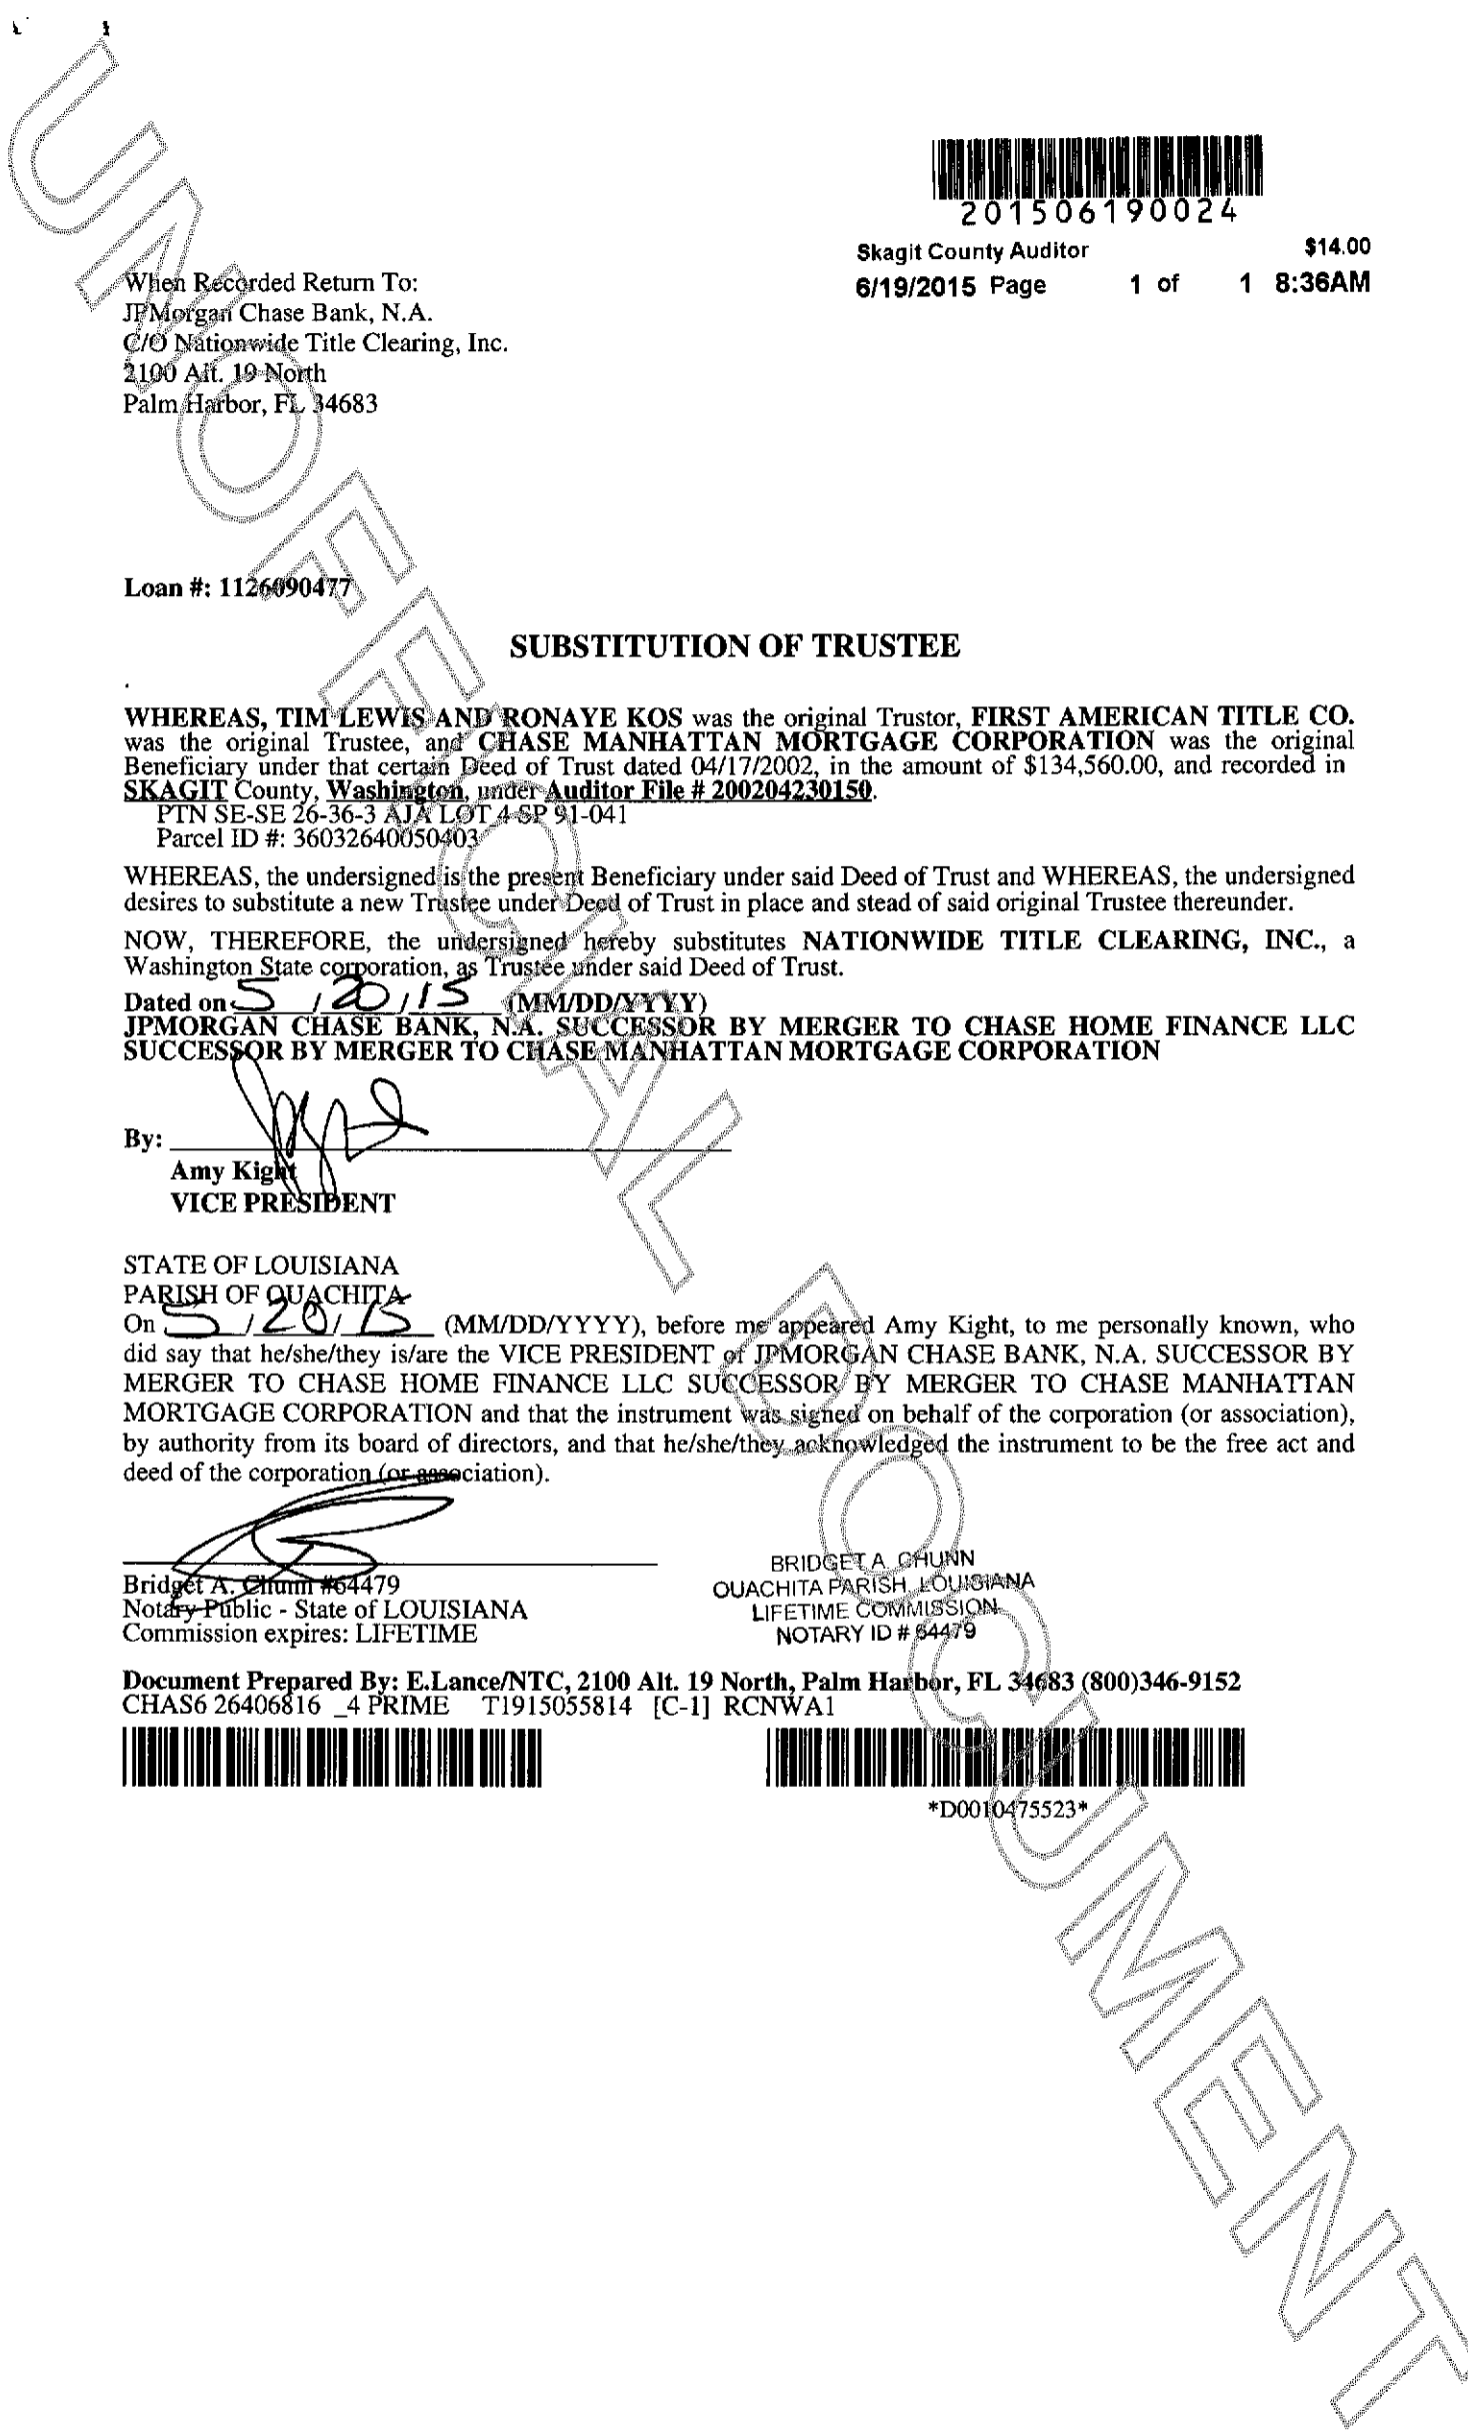 201506190024
Skagit County Auditor $14.00
6/19/2015 Page 1 of 1 8:36AM
When Recorded Return To:
JPMorgan Chase Bank, N.A.
C/O Nationwide Title Clearing, Inc.
2100 Alt. 19 North
Palm Harbor, FL 34683
Loan #: 1126090477
SUBSTITUTION OF TRUSTEE
WHEREAS, TIM LEWIS AND RONAYE KOS was the original Trustor, FIRST AMERICAN TITLE CO.
was the original Trustee, and CHASE MANHATTAN MORTGAGE CORPORATION was the original
Beneficiary under that certain Deed of Trust dated 04/17/2002, in the amount of $134,560.00, and recorded in
SKAGIT County, Washington, under Auditor File # 200204230150.
PTN SE-SE 26-36-3 AJA LOT 4 SP 91-041
Parcel ID #: 36032640050403
WHEREAS, the undersigned is the present Beneficiary under said Deed of Trust and WHEREAS, the undersigned
desires to substitute a new Trustee under Deed of Trust in place and stead of said original Trustee thereunder.
NOW, THEREFORE, the undersigned hereby substitutes NATIONWIDE TITLE CLEARING, INC., a
Washington State corporation, as Trustee under said Deed of Trust.
Dated on 5 / 20 / 15 (MM/DD/YYYY)
JPMORGAN CHASE BANK, N.A. SUCCESSOR BY MERGER TO CHASE HOME FINANCE LLC
SUCCESSOR BY MERGER TO CHASE MANHATTAN MORTGAGE CORPORATION
By:
Amy Kight
VICE PRESIDENT
STATE OF LOUISIANA
PARISH OF OUACHITA
On 5 / 20 / 15 (MM/DD/YYYY), before me appeared Amy Kight, to me personally known, who
did say that he/she/they is/are the VICE PRESIDENT of JPMORGAN CHASE BANK, N.A. SUCCESSOR BY
MERGER TO CHASE HOME FINANCE LLC SUCCESSOR BY MERGER TO CHASE MANHATTAN
MORTGAGE CORPORATION and that the instrument was signed on behalf of the corporation (or association),
by authority from its board of directors, and that he/she/they acknowledged the instrument to be the free act and
deed of the corporation (or association).
Bridget A. Chunn #64479
Notary Public - State of LOUISIANA
Commission expires: LIFETIME
BRIDGET A. CHUNN
OUACHITA PARISH, LOUISIANA
LIFETIME COMMISSION
NOTARY ID # 64479
Document Prepared By: E.Lance/NTC, 2100 Alt. 19 North, Palm Harbor, FL 34683 (800)346-9152
CHAS6 26406816 _4 PRIME T1915055814 [C-1] RCNWA1
*D0010475523*
UNOFFICIAL DOCUMENT